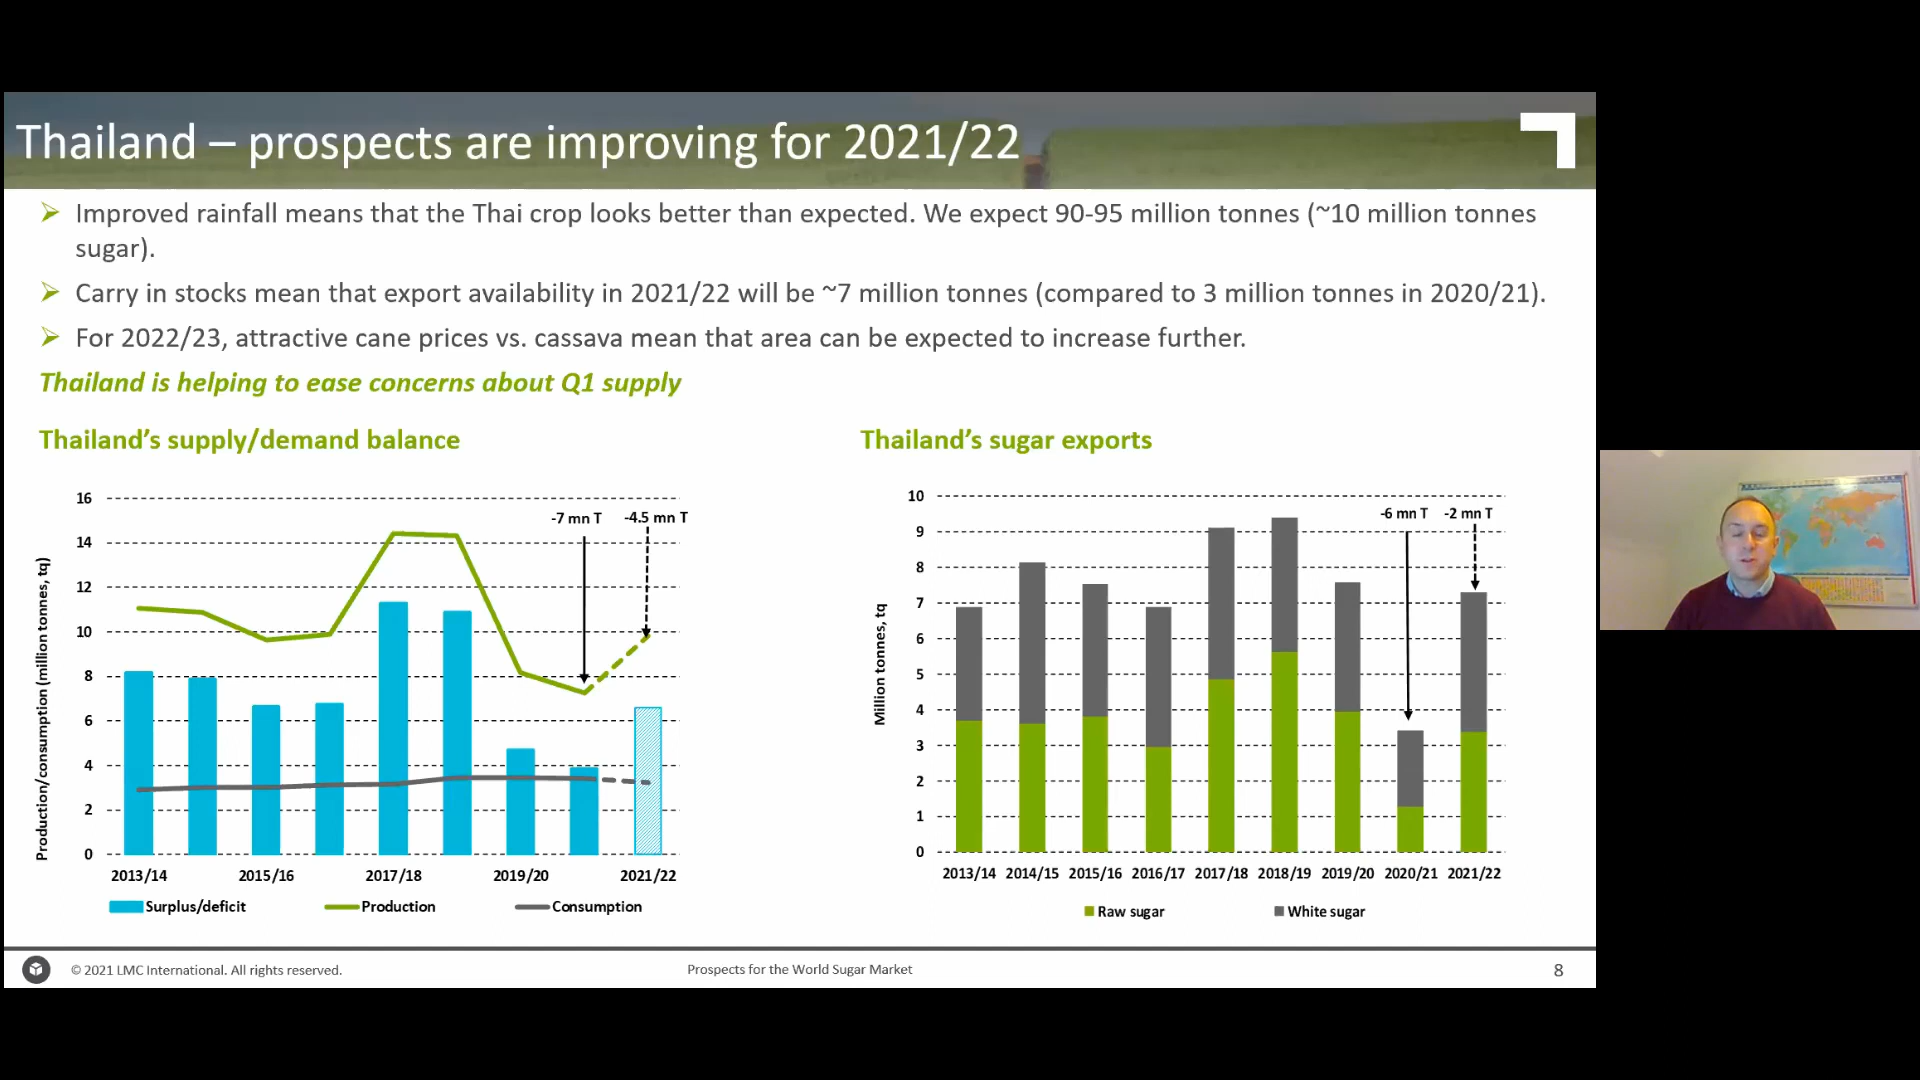 Thailand – prospects are improving for 2021/22
Improved rainfall means that the Thai crop looks better than expected. We expect 90-95 million tonnes (~10 million tonnes
sugar).
Carry in stocks mean that export availability in 2021/22 will be ~7 million tonnes (compared to 3 million tonnes in 2020/21).
For 2022/23, attractive cane prices vs. cassava mean that area can be expected to increase further.
Thailand is helping to ease concerns about Q1 supply
Thailand's supply/demand balance
Production/consumption (million tonnes, tq)
16
14
12
10
8
6
4
2
0
-7 mn T
-4.5 mn T
2013/14 2015/16 2017/18 2019/20 2021/22
Surplus/deficit Production Consumption
Thailand's sugar exports
Million tonnes, tq
10
9
8
7
6
5
4
3
2
1
0
-6 mn T
-2 mn T
2013/14 2014/15 2015/16 2016/17 2017/18 2018/19 2019/20 2020/21 2021/22
Raw sugar White sugar
© 2021 LMC International. All rights reserved.
Prospects for the World Sugar Market
8